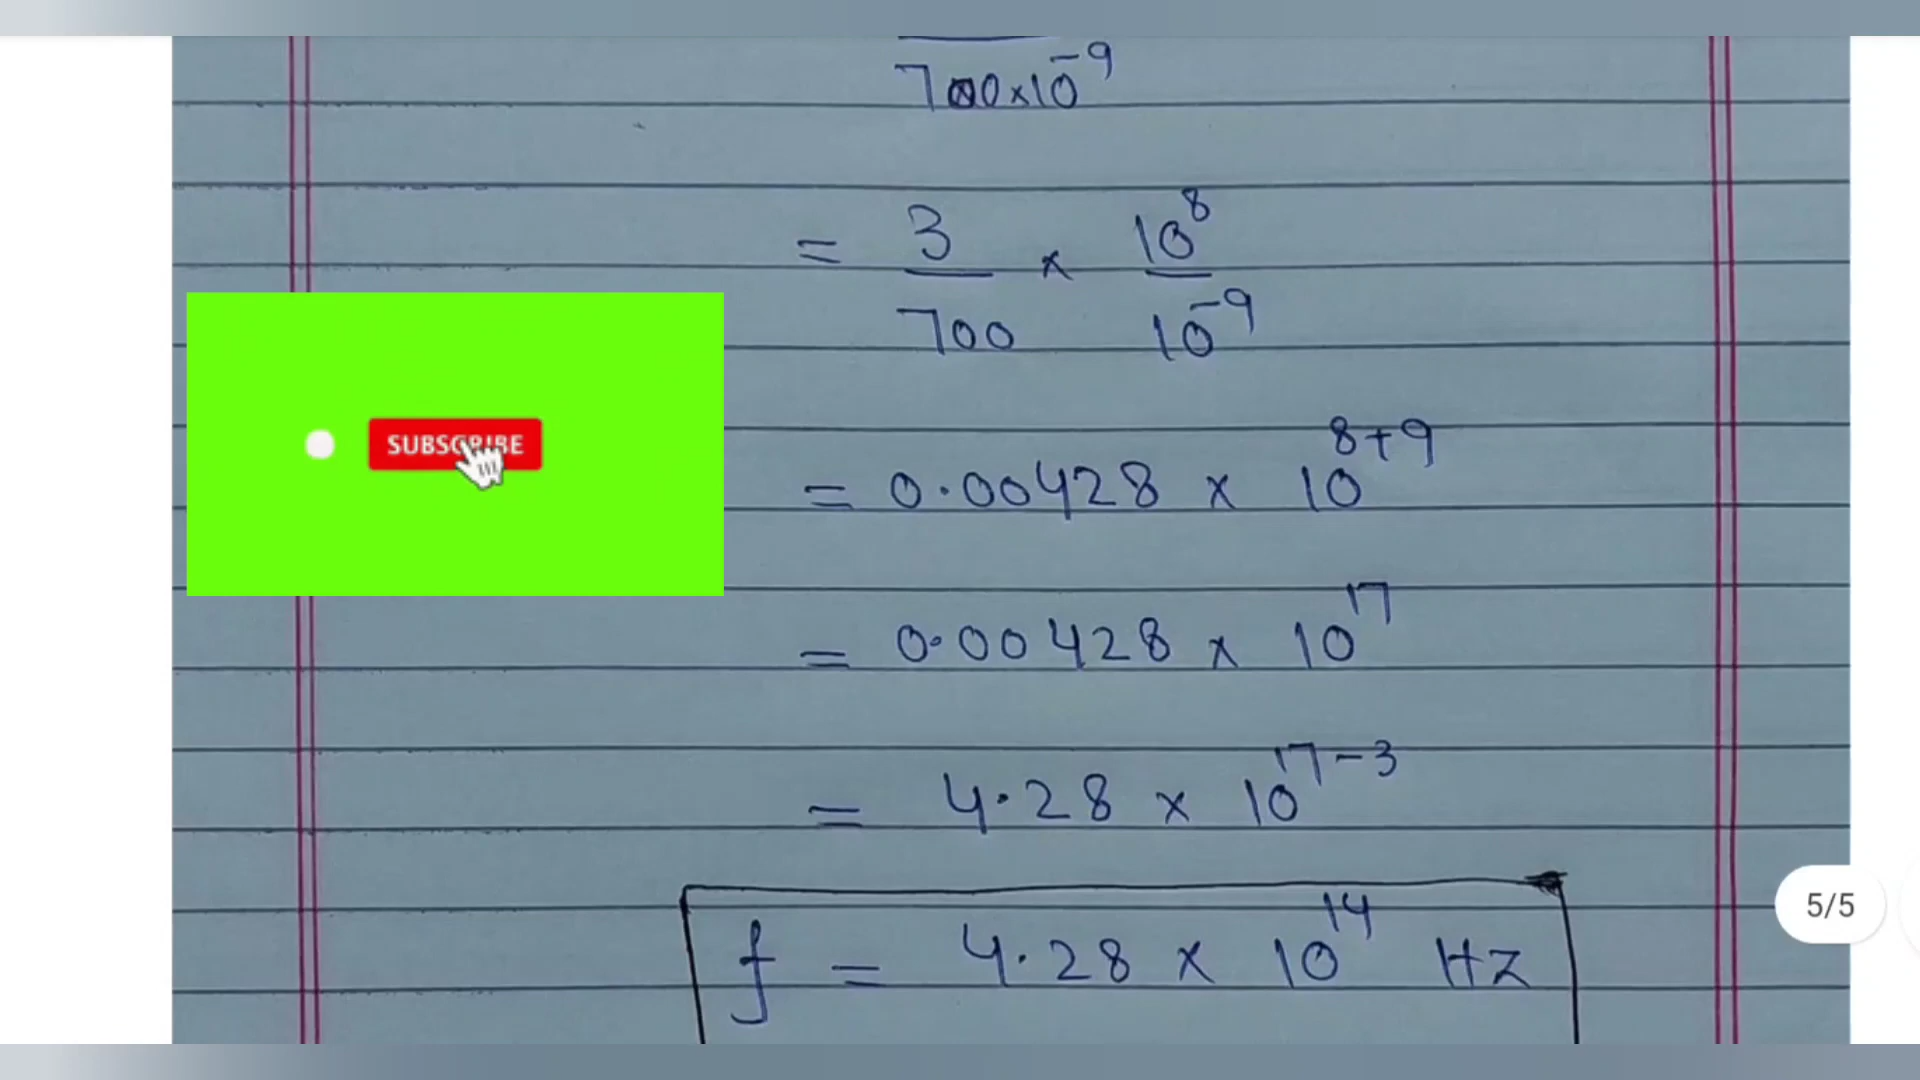 700×10⁻⁹
= 3/700 × 10⁸/10⁻⁹
= 0.00428 × 10⁸⁺⁹
SUBSCRIBE
= 0.00428 × 10¹⁷
= 4.28 × 10¹⁷⁻³
f = 4.28 × 10¹⁴ Hz
5/5